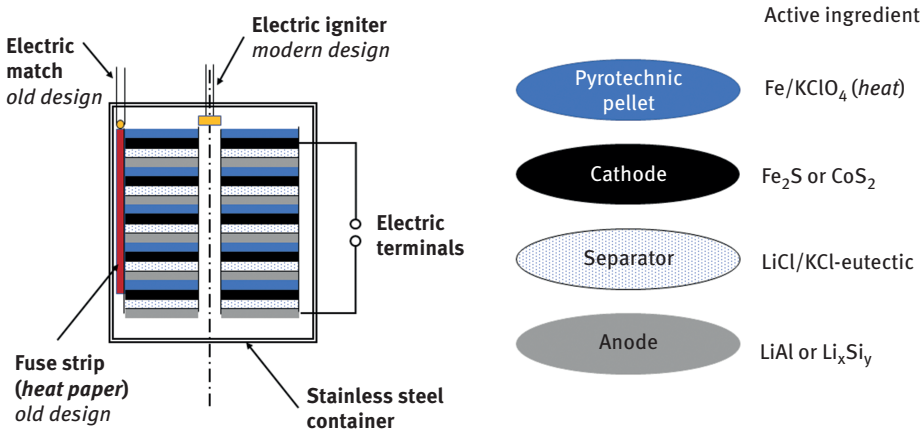 Electric igniter
modern design
Electric
match
old design
Electric
terminals
Fuse strip
(heat paper)
old design
Stainless steel
container
Active ingredient
Pyrotechnic
pellet
Fe/KClO₄ (heat)
Cathode
Fe₂S or CoS₂
Separator
LiCl/KCl-eutectic
Anode
LiAl or LiₓSiᵧ